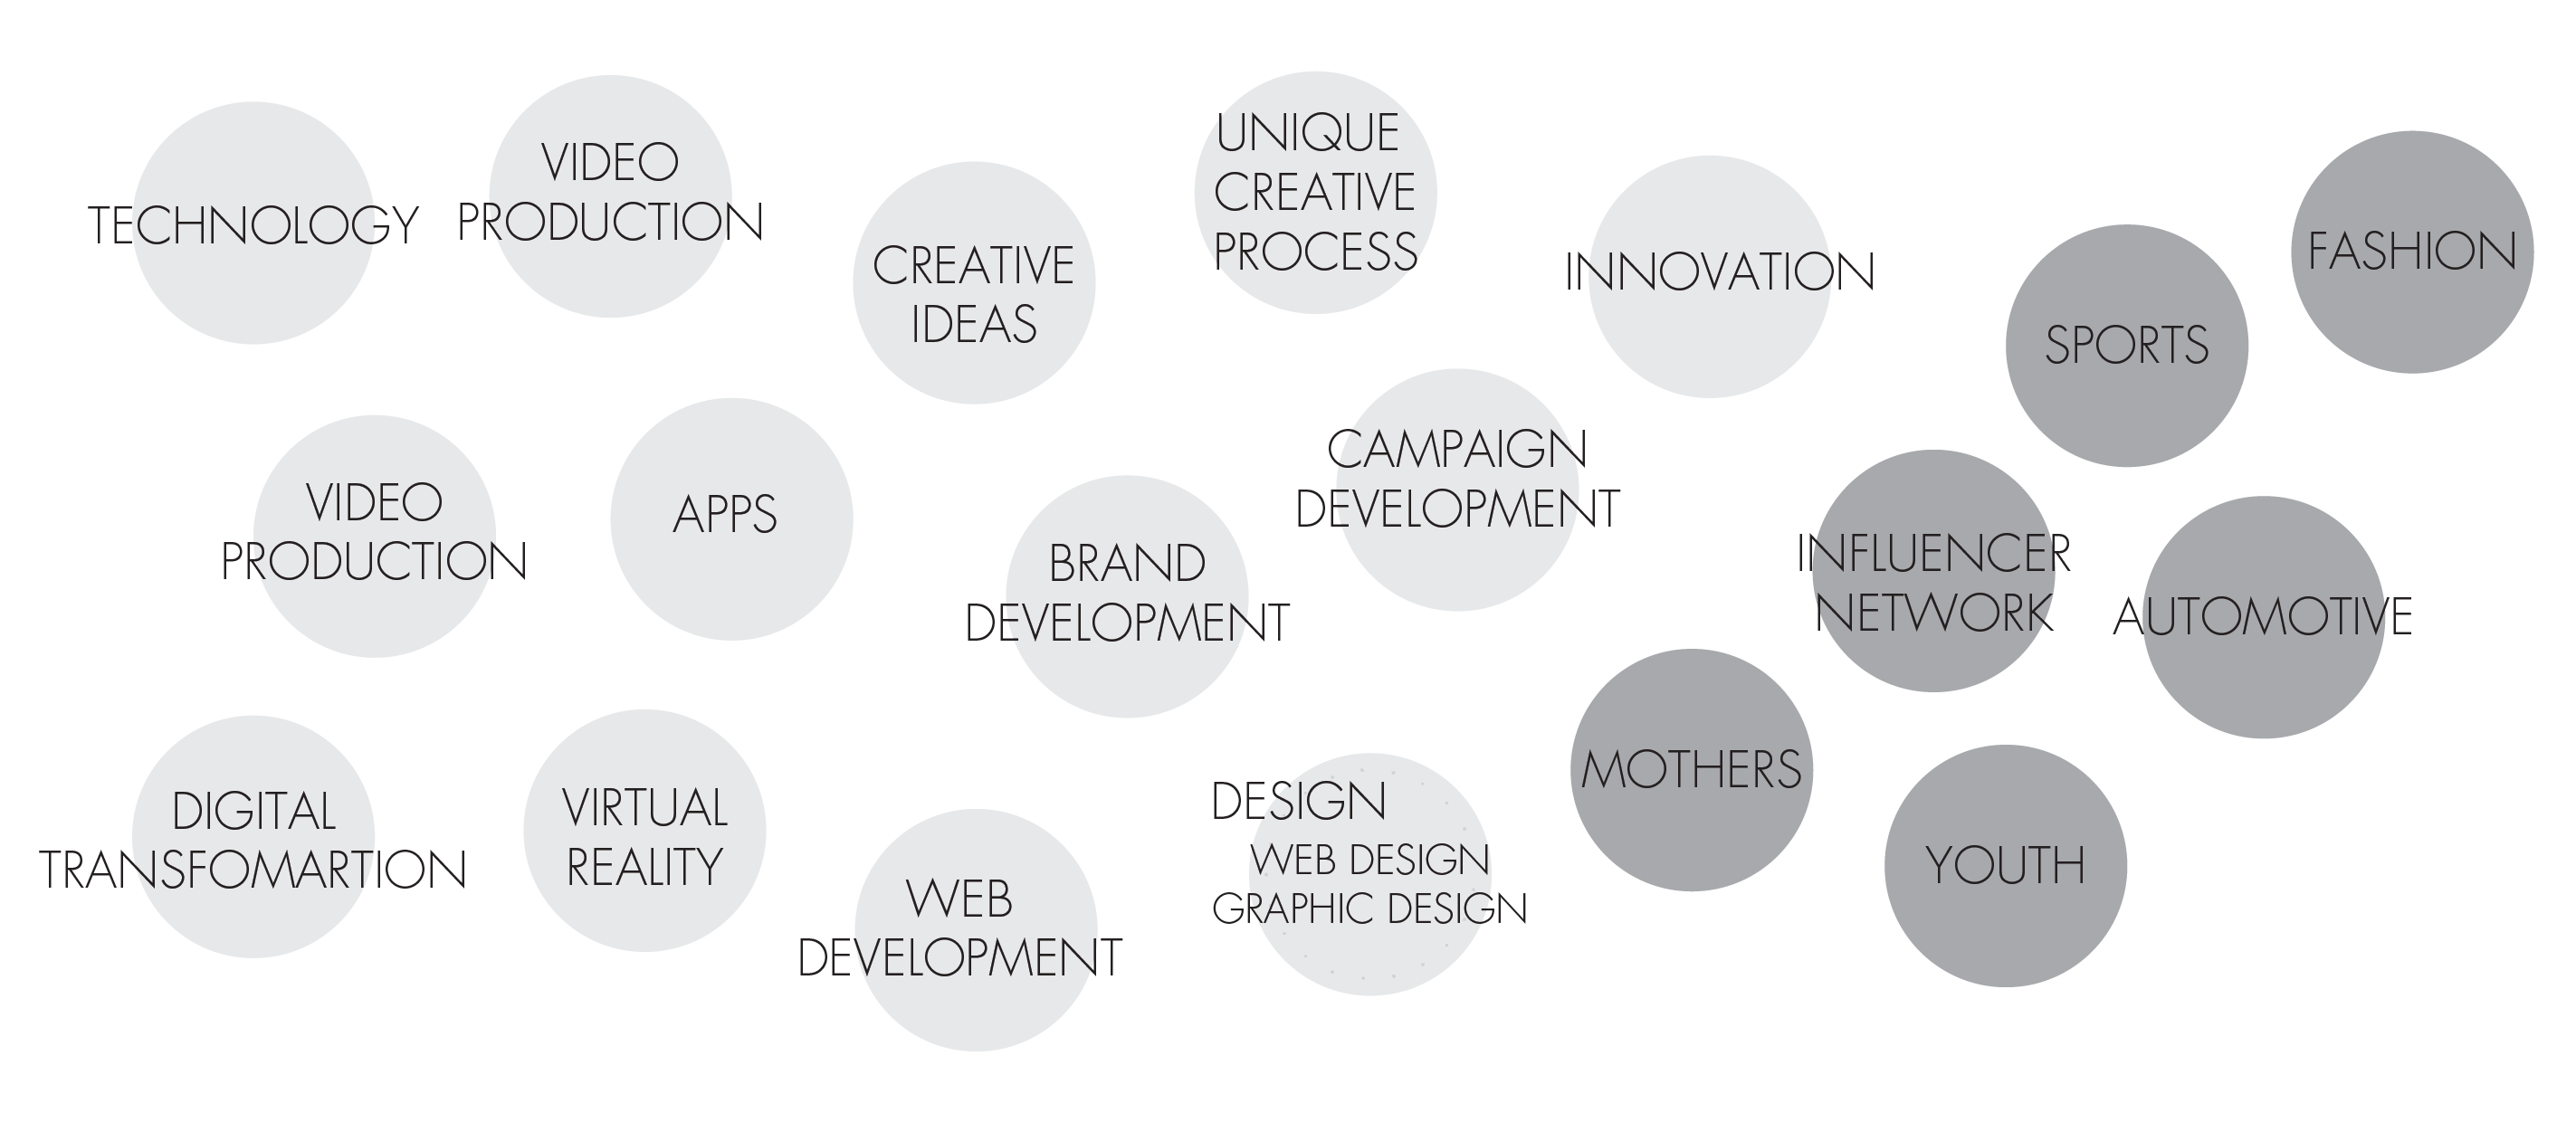 TECHNOLOGY
VIDEO
PRODUCTION
CREATIVE
IDEAS
UNIQUE
CREATIVE
PROCESS
INNOVATION
SPORTS
FASHION
VIDEO
PRODUCTION
APPS
BRAND
DEVELOPMENT
CAMPAIGN
DEVELOPMENT
INFLUENCER
NETWORK
AUTOMOTIVE
DIGITAL
TRANSFOMARTION
VIRTUAL
REALITY
WEB
DEVELOPMENT
DESIGN
WEB DESIGN
GRAPHIC DESIGN
MOTHERS
YOUTH